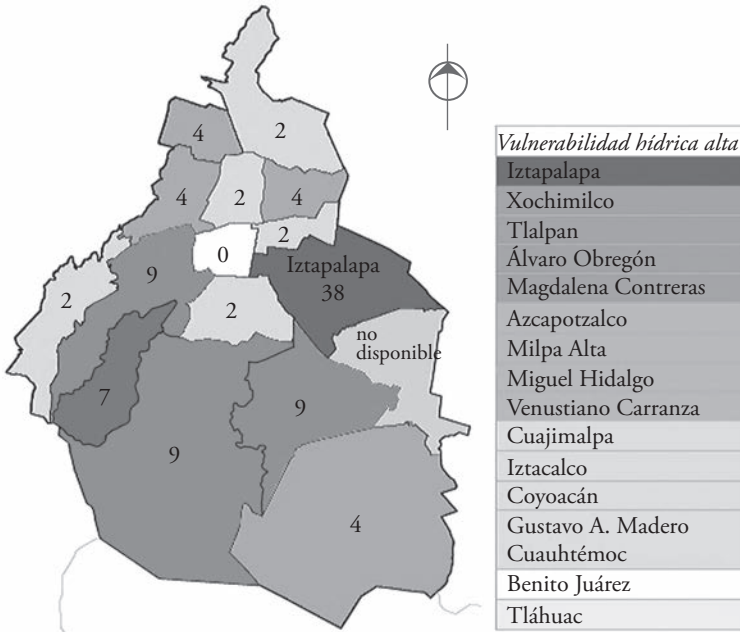 4
2
4
2
4
2
0
9
Iztapalapa
38
2
2
no
disponible
7
9
9
4
Vulnerabilidad hídrica alta
Iztapalapa
Xochimilco
Tlalpan
Álvaro Obregón
Magdalena Contreras
Azcapotzalco
Milpa Alta
Miguel Hidalgo
Venustiano Carranza
Cuajimalpa
Iztacalco
Coyoacán
Gustavo A. Madero
Cuauhtémoc
Benito Juárez
Tláhuac